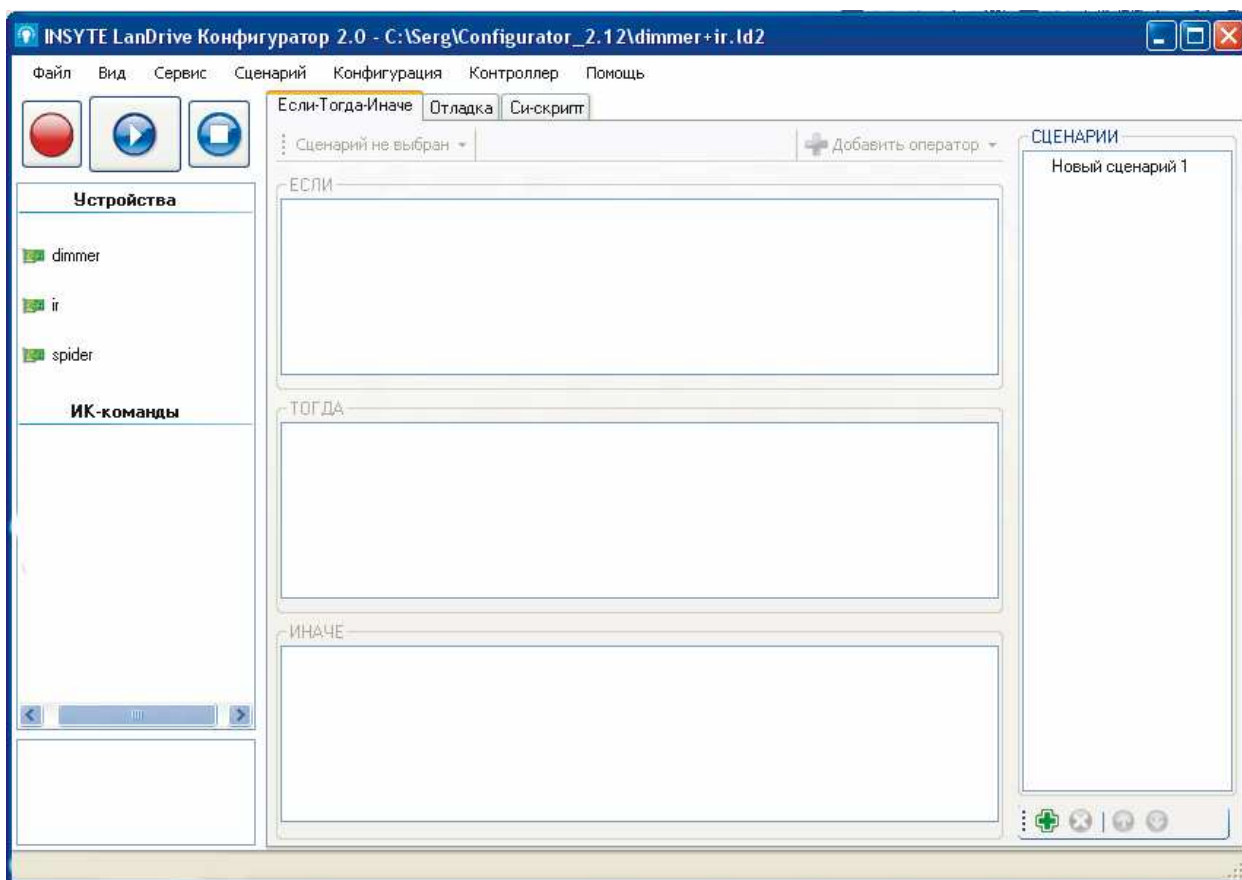 INSYTE LanDrive Конфигуратор 2.0 - C:\Serg\Configurator_2.12\dimmer+ir.ld2
Файл Вид Сервис Сценарий Конфигурация Контроллер Помощь
Если-Тогда-Иначе Отладка Си-скрипт
Сценарий не выбран Добавить оператор
СЦЕНАРИИ
Новый сценарий 1
Устройства
dimmer
ir
spider
ИК-команды
ЕСЛИ
ТОГДА
ИНАЧЕ